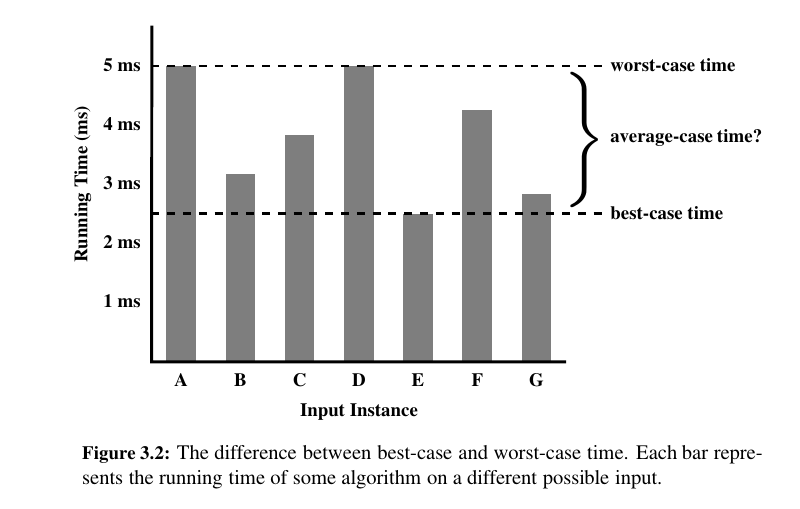 5 ms
worst-case time
4 ms
average-case time?
3 ms
best-case time
2 ms
1 ms
Running Time (ms)
A B C D E F G
Input Instance
Figure 3.2: The difference between best-case and worst-case time. Each bar repre-
sents the running time of some algorithm on a different possible input.